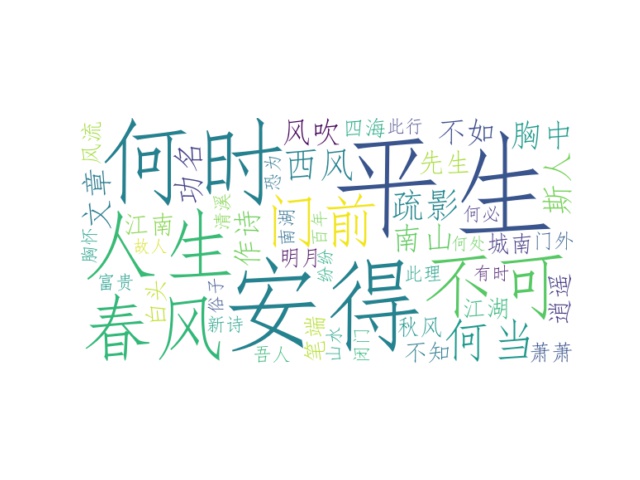 风流
何时
风吹
四海
此行
不如
胸中
文章
功名
恐为
西风
平生
先生
斯人
清溪
疏影
人生
江南
作诗
门前
何必
胸怀
故人
南湖
百年
南山
何处
城南
门外
明月
纷纷
不可
富贵
白头
俗子
安得
此理
有时
逍遥
春风
新诗
江湖
吾人
笔端
山水
闭门
秋风
不知
何当
萧萧